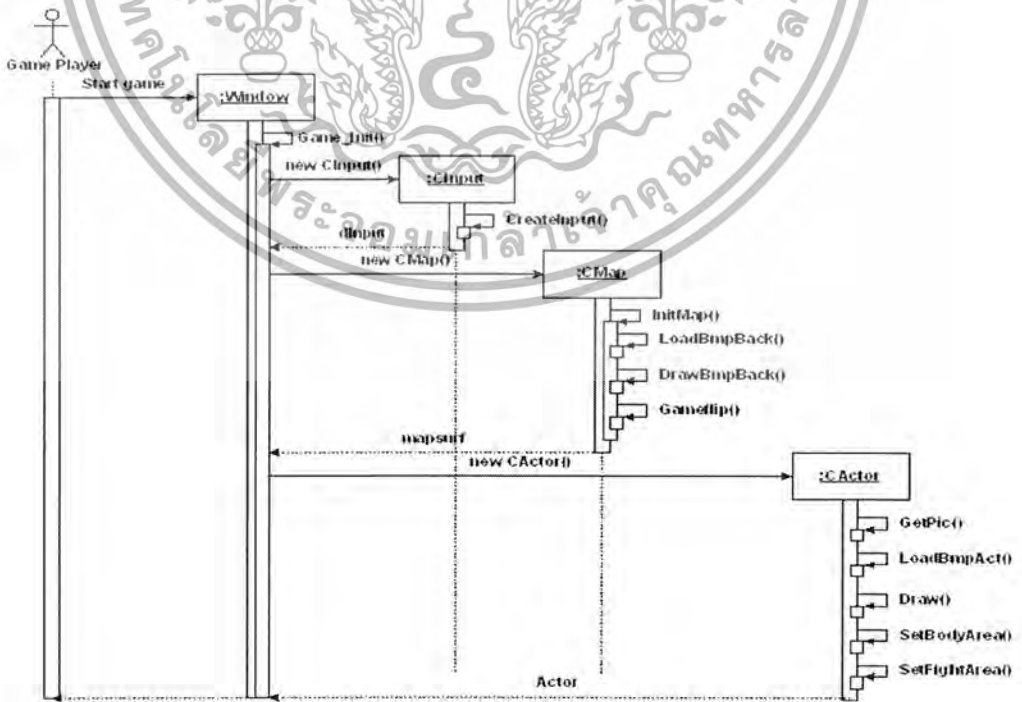 Game Player
Start game
:Window
Game_Init()
new CInput()
:CInput
CreateInput()
dInput
new CMap()
:CMap
InitMap()
LoadBmpBack()
DrawBmpBack()
Gameflip()
mapsurf
new CActor()
:CActor
GetPic()
LoadBmpAct()
Draw()
SetBodyArea()
SetFightArea()
Actor